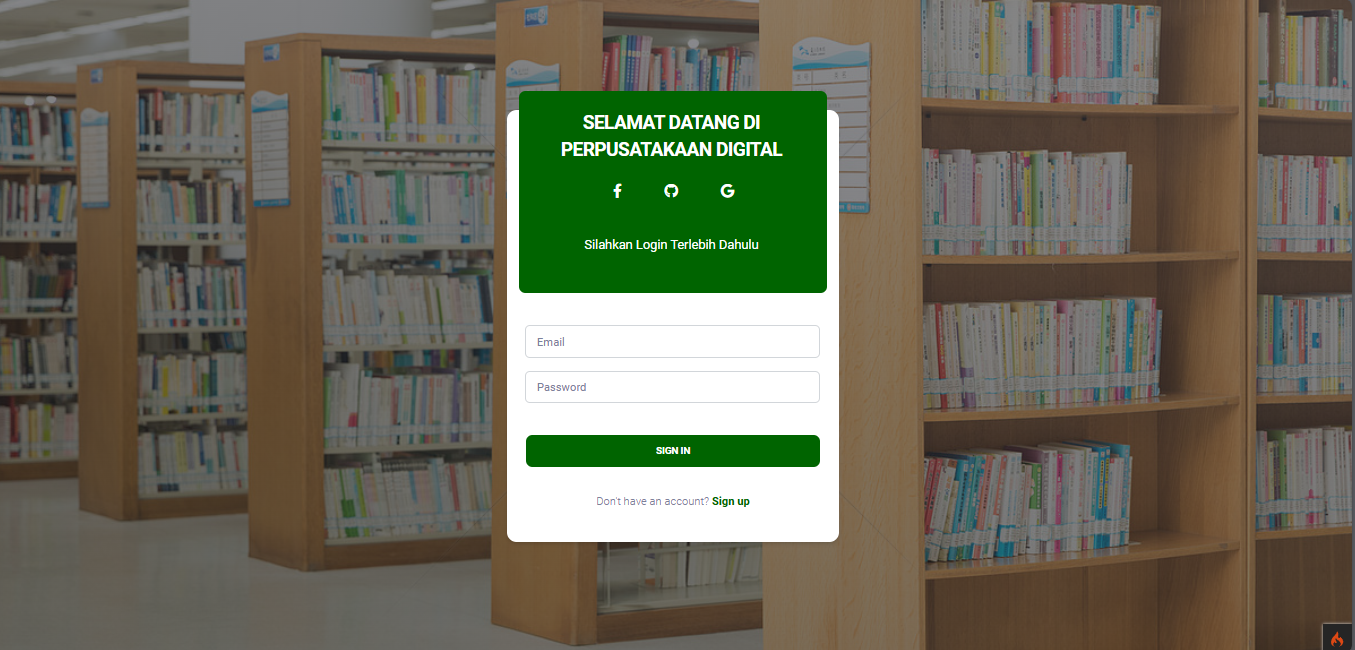 SELAMAT DATANG DI
PERPUSATAKAAN DIGITAL
Silahkan Login Terlebih Dahulu
Email
Password
SIGN IN
Don't have an account? Sign up